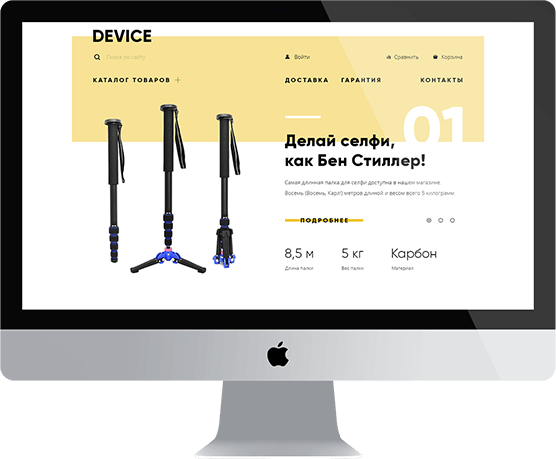 DEVICE
Поиск по сайту
Войти
Сравнить
Корзина
КАТАЛОГ ТОВАРОВ
ДОСТАВКА
ГАРАНТИЯ
КОНТАКТЫ
01
Делай селфи,
как Бен Стиллер!
Самая длинная палка для селфи доступна в нашем магазине.
Восемь (Восемь, Карл!) метров длиной и весом всего 5 килограмм.
ПОДРОБНЕЕ
8,5 м
5 кг
Карбон
Длина палки
Вес палки
Материал